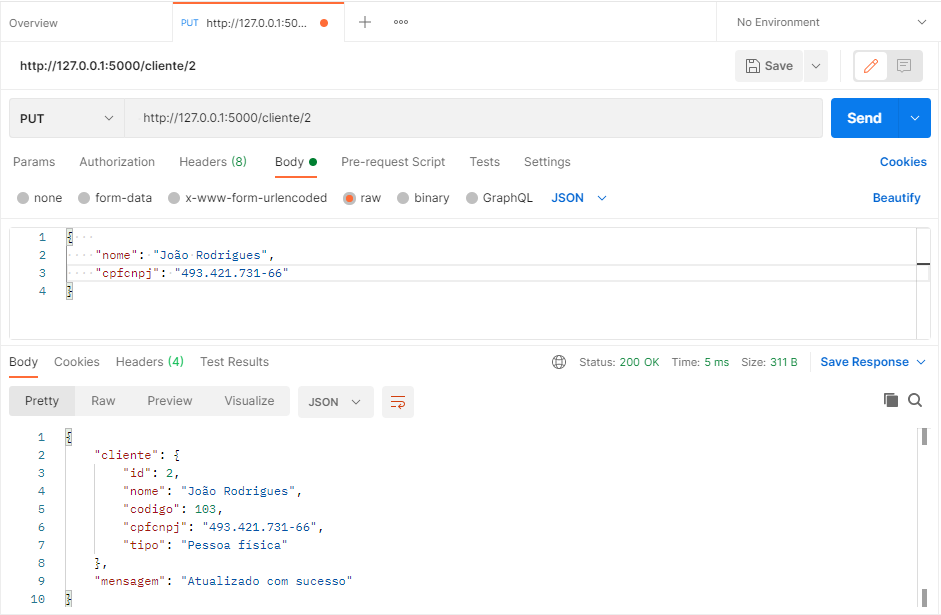 Overview
PUT http://127.0.0.1:50...
No Environment
http://127.0.0.1:5000/cliente/2
Save
PUT http://127.0.0.1:5000/cliente/2
Send
Params Authorization Headers (8) Body Pre-request Script Tests Settings Cookies
none form-data x-www-form-urlencoded raw binary GraphQL JSON Beautify
1 {
2 "nome": "João Rodrigues",
3 "cpfcnpj": "493.421.731-66"
4 }
Body Cookies Headers (4) Test Results Status: 200 OK Time: 5 ms Size: 311 B Save Response
Pretty Raw Preview Visualize JSON
1 {
2 "cliente": {
3 "id": 2,
4 "nome": "João Rodrigues",
5 "codigo": 103,
6 "cpfcnpj": "493.421.731-66",
7 "tipo": "Pessoa física"
8 },
9 "mensagem": "Atualizado com sucesso"
10 }